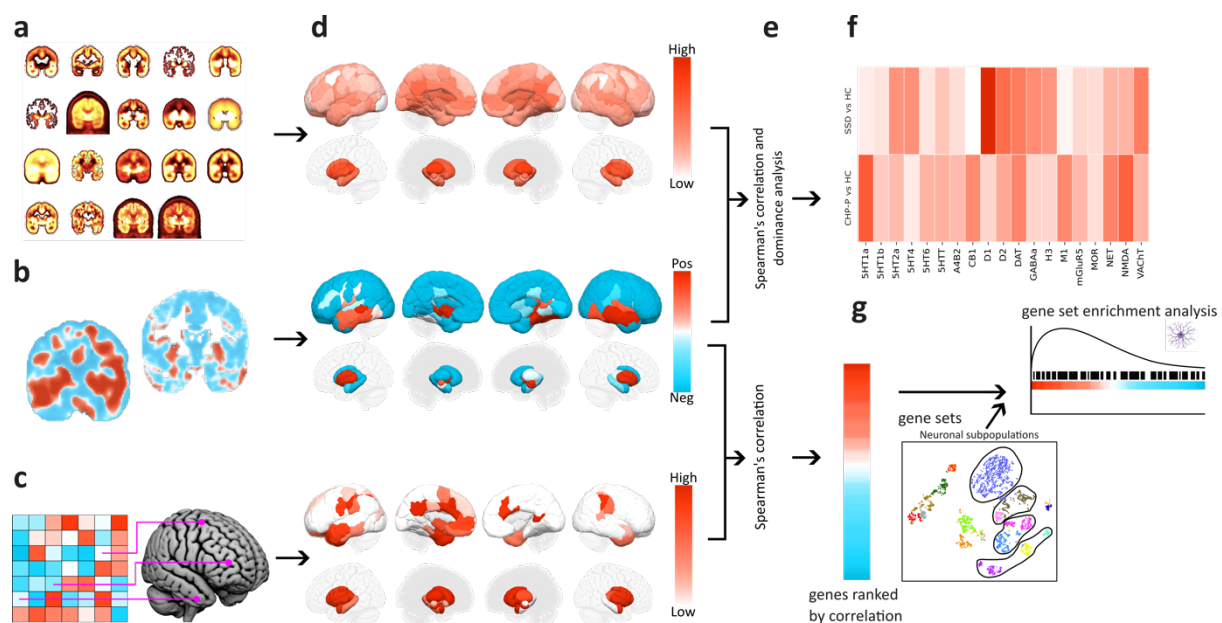 a
d
e
f
High
Low
Spearman's correlation and
dominance analysis
SSD vs HC
CHP-P vs HC
5HT1a
5HT1b
5HT2a
5HT4
5HT6
5HTT
A4B2
CB1
D1
D2
DAT
GABAa
H3
M1
mGluR5
MOR
NET
NMDA
VAChT
b
Pos
Neg
g
gene set enrichment analysis
gene sets
Neuronal subpopulations
c
High
Low
Spearman's correlation
genes ranked
by correlation